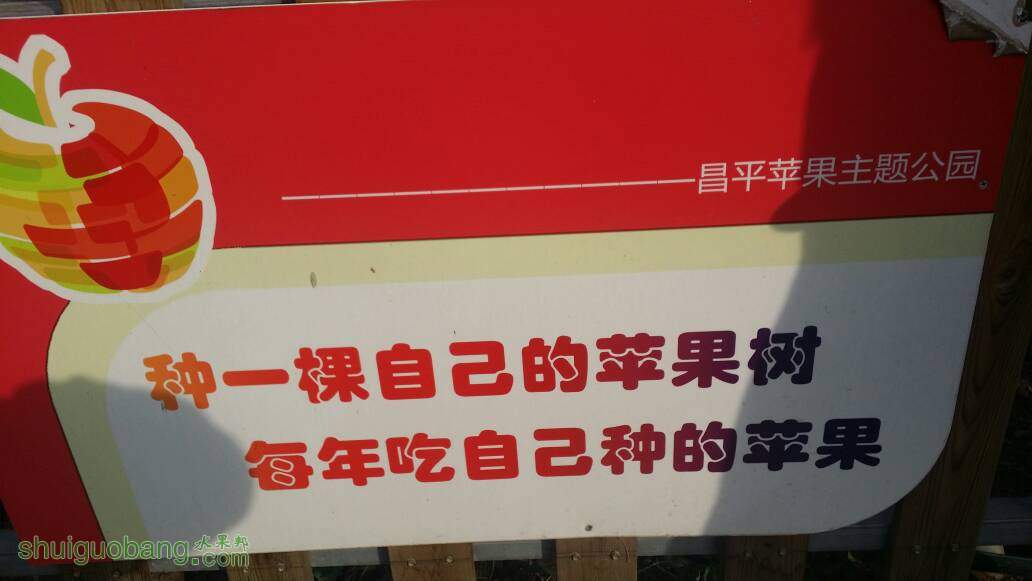 昌平苹果主题公园
种一棵自己的苹果树
每年吃自己种的苹果
水果邦
shuiguobang.com